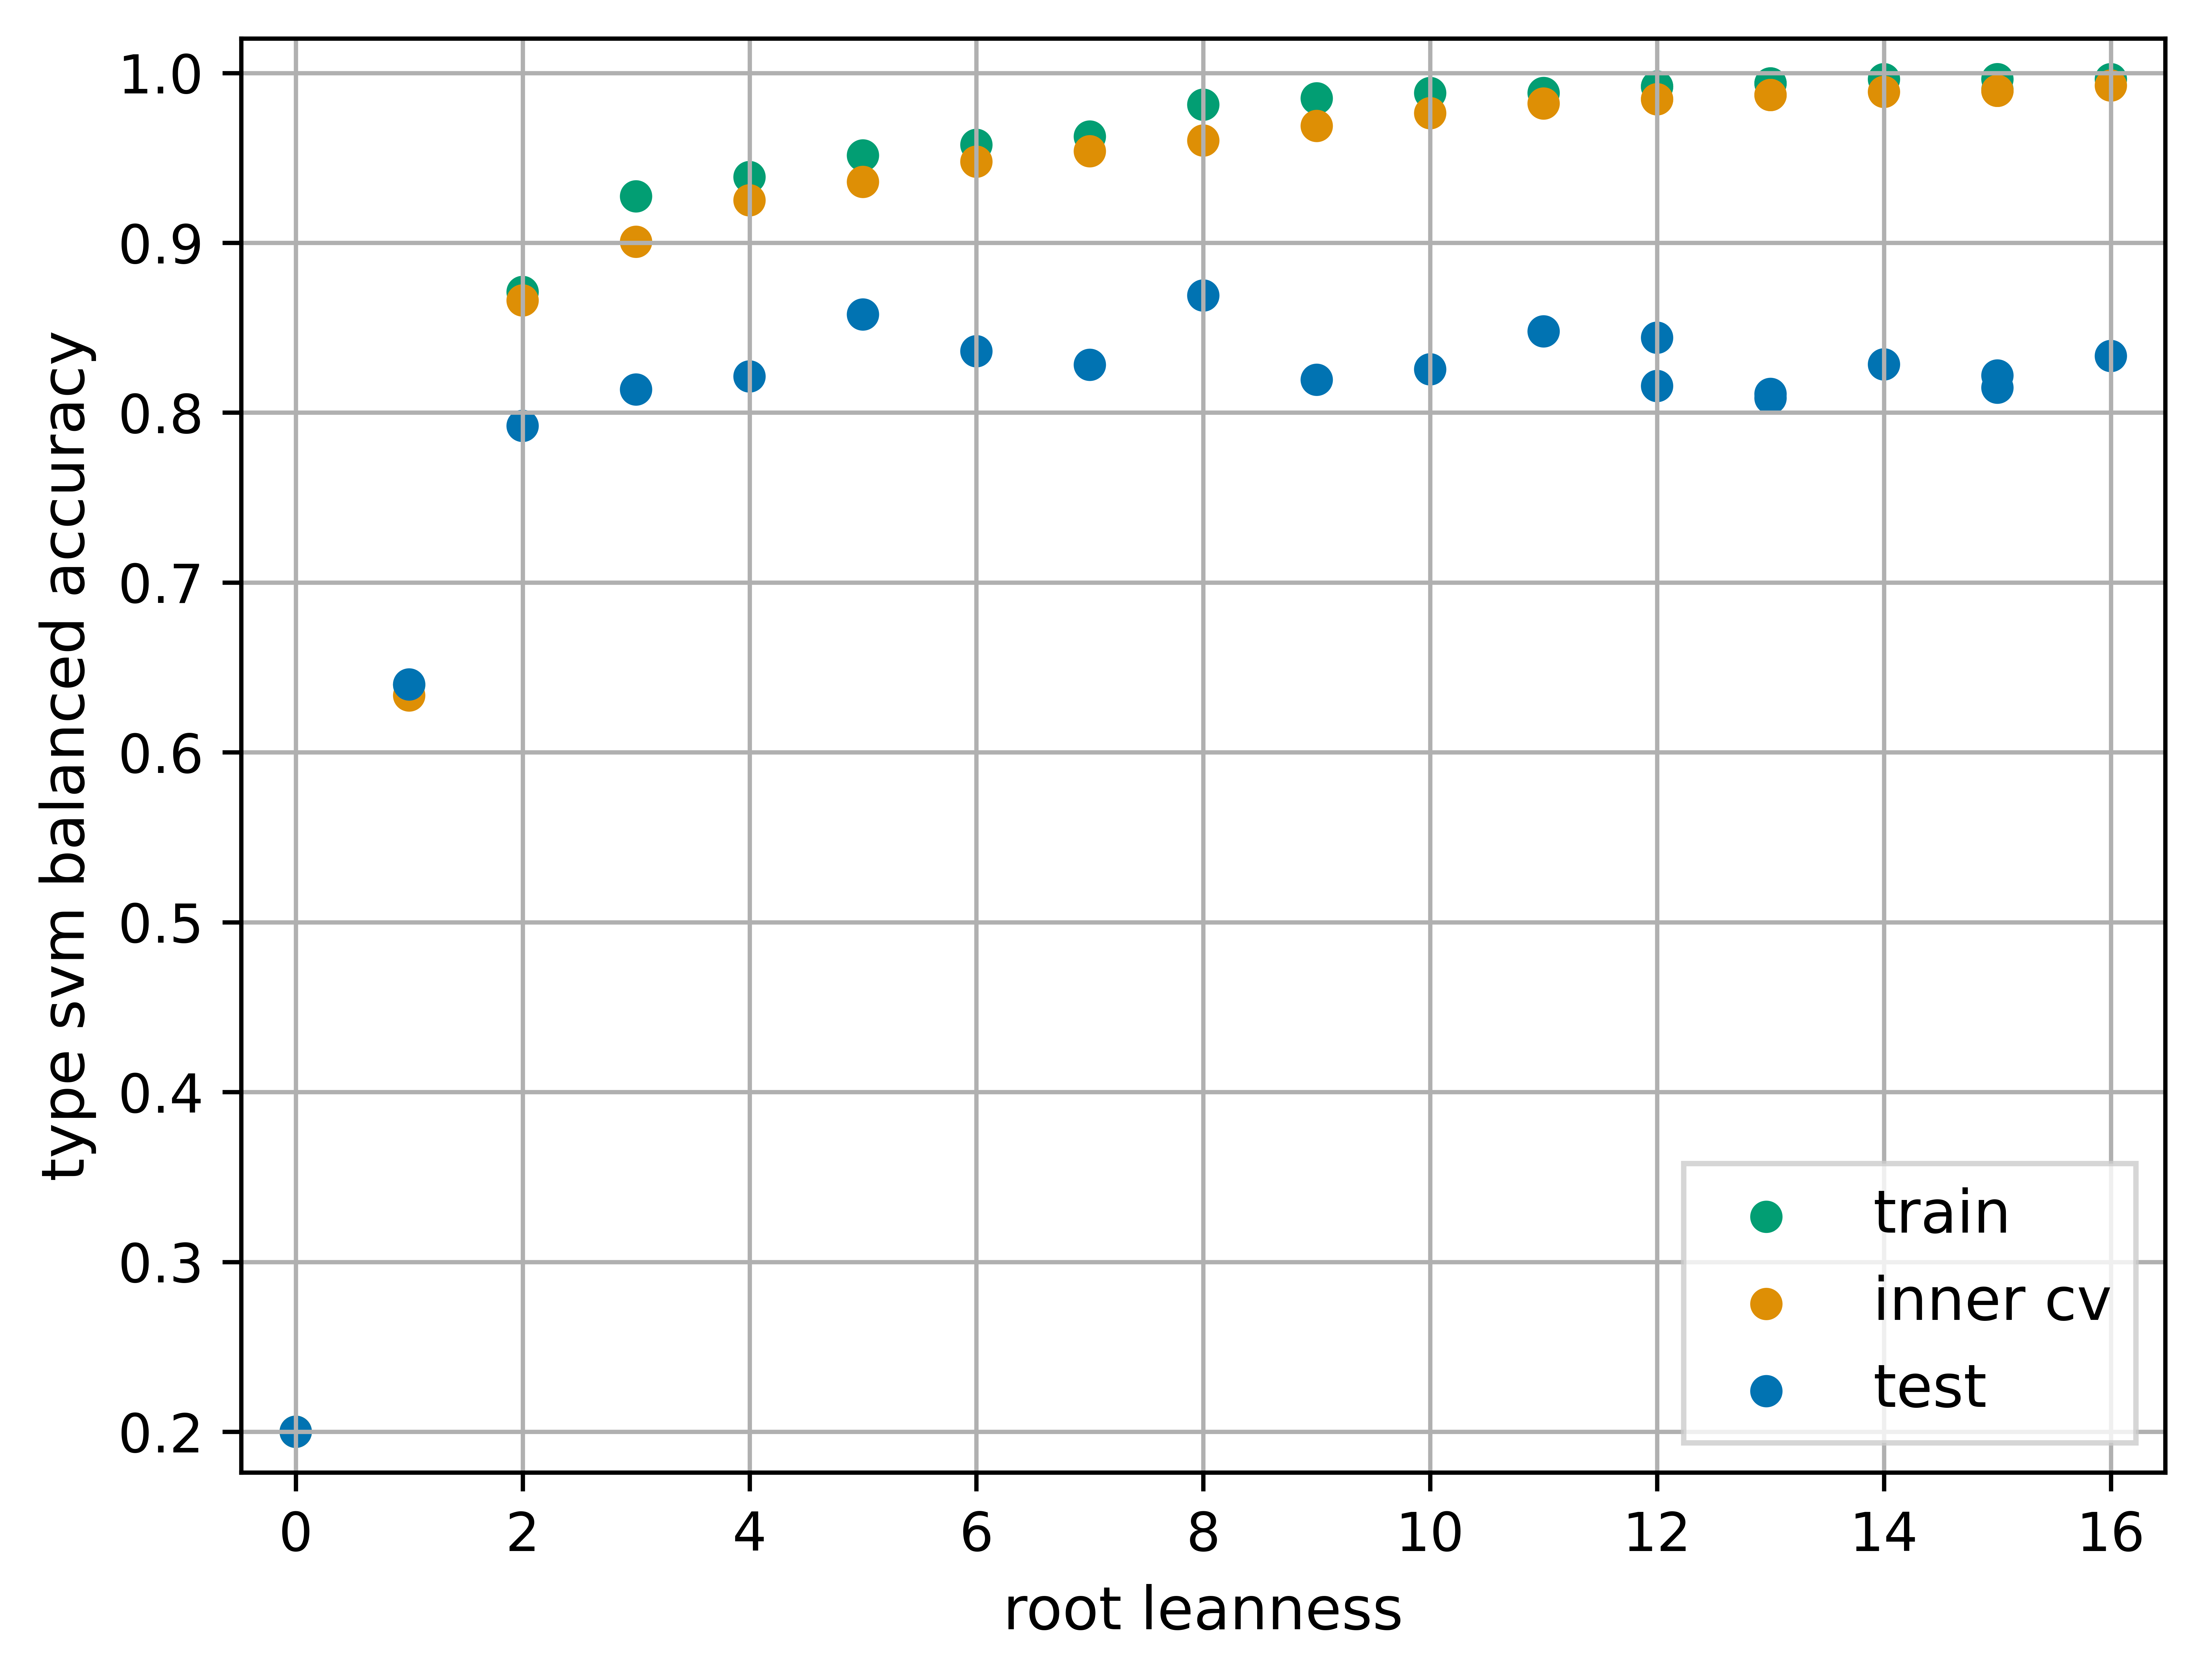 type svm balanced accuracy
1.0
0.9
0.8
0.7
0.6
0.5
0.4
0.3
0.2
train
inner cv
test
0 2 4 6 8 10 12 14 16
root leanness